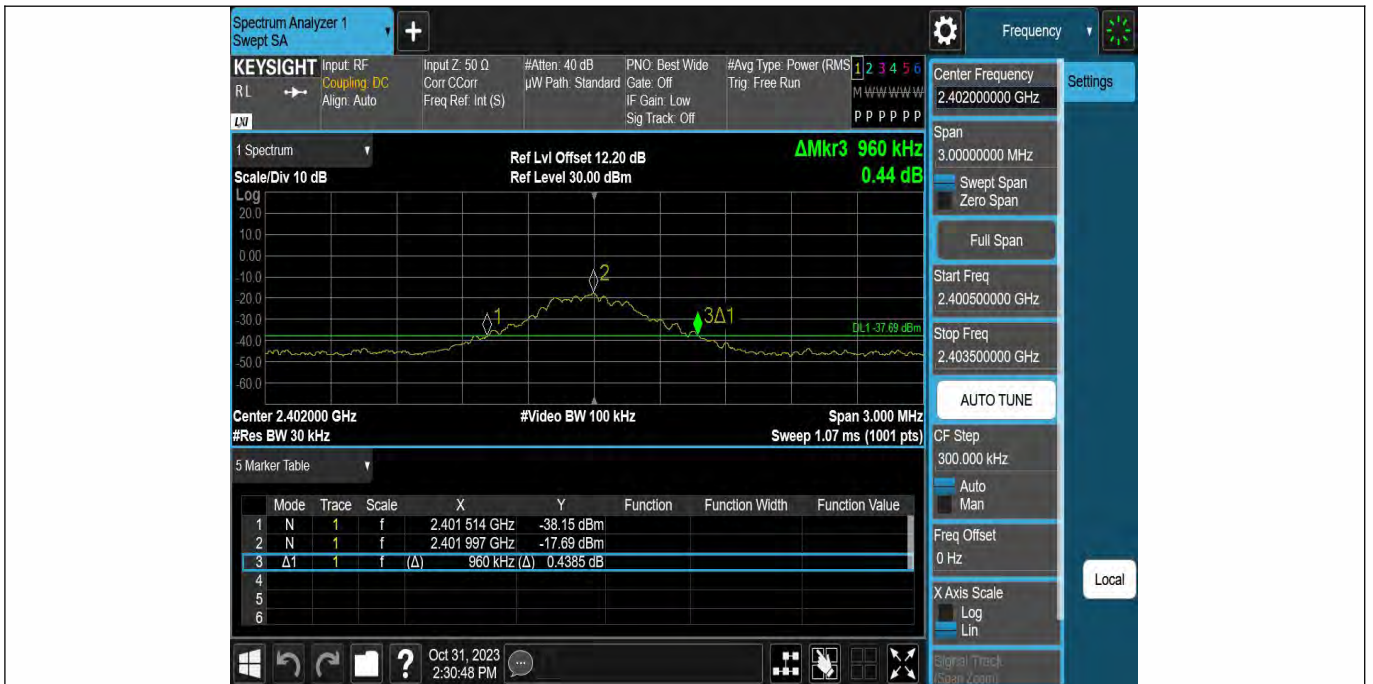 Spectrum Analyzer 1
Swept SA
Frequency
KEYSIGHT
RL
LXI
Input: RF
Coupling: DC
Align: Auto
Input Z: 50 Ω
Corr CCorr
Freq Ref: Int (S)
#Atten: 40 dB
µW Path: Standard
PNO: Best Wide
Gate: Off
IF Gain: Low
Sig Track: Off
#Avg Type: Power (RMS
Trig: Free Run
1 2 3 4 5 6
M W W W W W
P P P P P P
1 Spectrum
Scale/Div 10 dB
Ref Lvl Offset 12.20 dB
Ref Level 30.00 dBm
ΔMkr3 960 kHz
0.44 dB
Log
20.0
10.0
0.00
-10.0
-20.0
-30.0
-40.0
-50.0
-60.0
1
2
3Δ1
DL1 -37.69 dBm
Center 2.402000 GHz
#Res BW 30 kHz
#Video BW 100 kHz
Span 3.000 MHz
Sweep 1.07 ms (1001 pts)
5 Marker Table
Mode Trace Scale X Y Function Function Width Function Value
1 N 1 f 2.401 514 GHz -38.15 dBm
2 N 1 f 2.401 997 GHz -17.69 dBm
3 Δ1 1 f (Δ) 960 kHz (Δ) 0.4385 dB
4
5
6
?
Oct 31, 2023
2:30:48 PM
Center Frequency
2.402000000 GHz
Span
3.00000000 MHz
Swept Span
Zero Span
Full Span
Start Freq
2.400500000 GHz
Stop Freq
2.403500000 GHz
AUTO TUNE
CF Step
300.000 kHz
Auto
Man
Freq Offset
0 Hz
X Axis Scale
Log
Lin
Signal Track
(Span Zoom)
Settings
Local